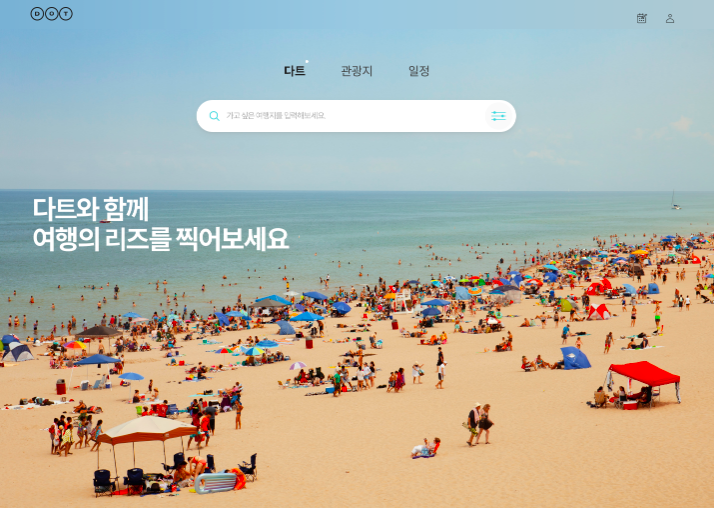 DOT
다트
관광지
일정
가고 싶은 여행지를 입력해보세요.
다트와 함께
여행의 리즈를 찍어보세요